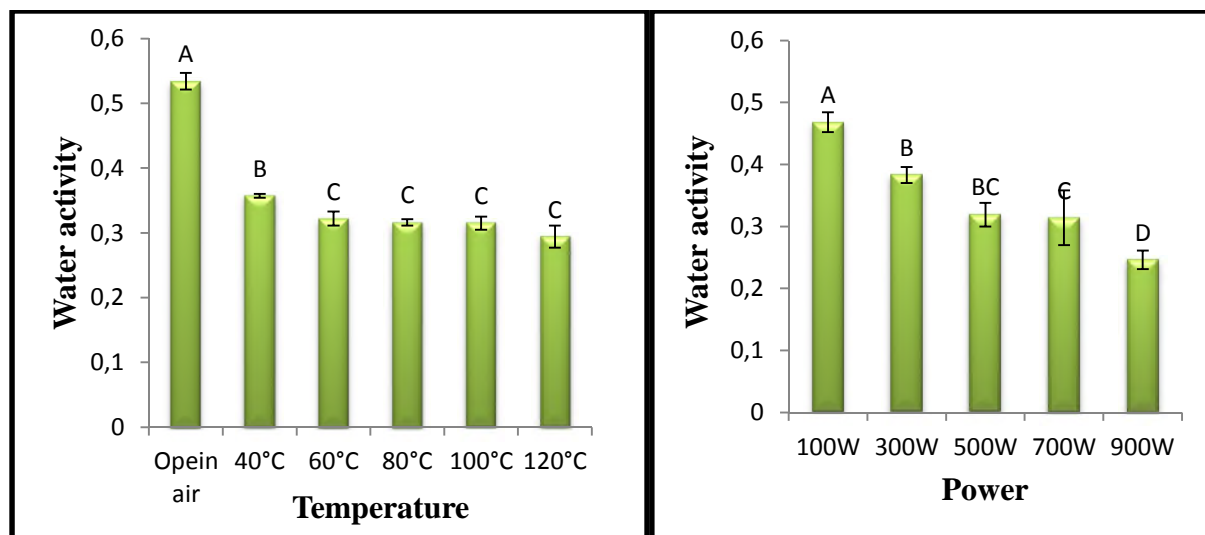 0,6
0,5
0,4
0,3
0,2
0,1
0
Water activity
A
B
C
C
C
C
Opein air
40°C
60°C
80°C
100°C
120°C
Temperature
0,6
0,5
0,4
0,3
0,2
0,1
0
Water activity
A
B
BC
C
D
100W
300W
500W
700W
900W
Power